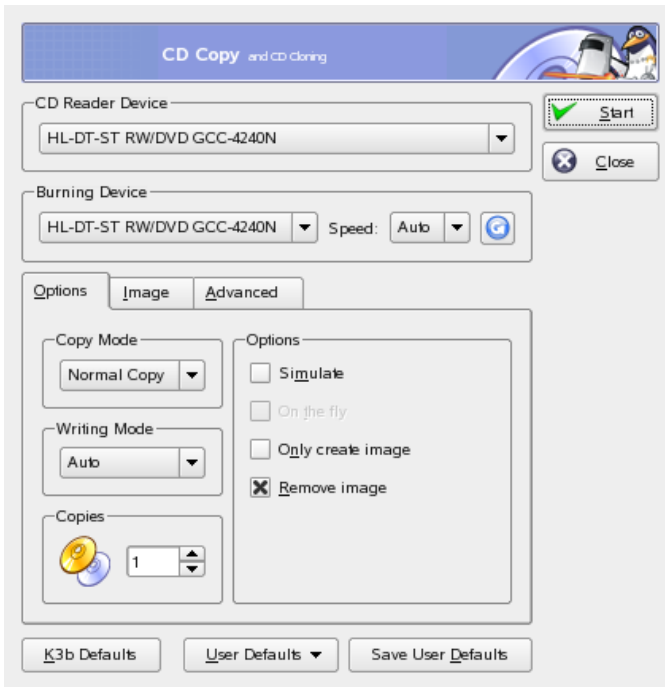 CD Copy and CD Cloning
CD Reader Device
HL-DT-ST RW/DVD GCC-4240N
Start
Close
Burning Device
HL-DT-ST RW/DVD GCC-4240N Speed: Auto
Options Image Advanced
Copy Mode
Normal Copy
Writing Mode
Auto
Copies
1
Options
Simulate
On the fly
Only create image
Remove image
K3b Defaults User Defaults Save User Defaults